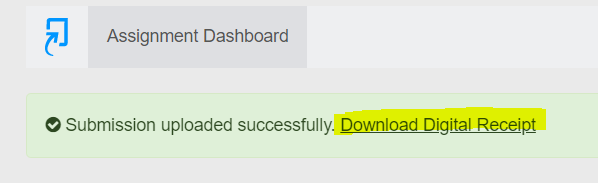 Assignment Dashboard
Submission uploaded successfully. Download Digital Receipt